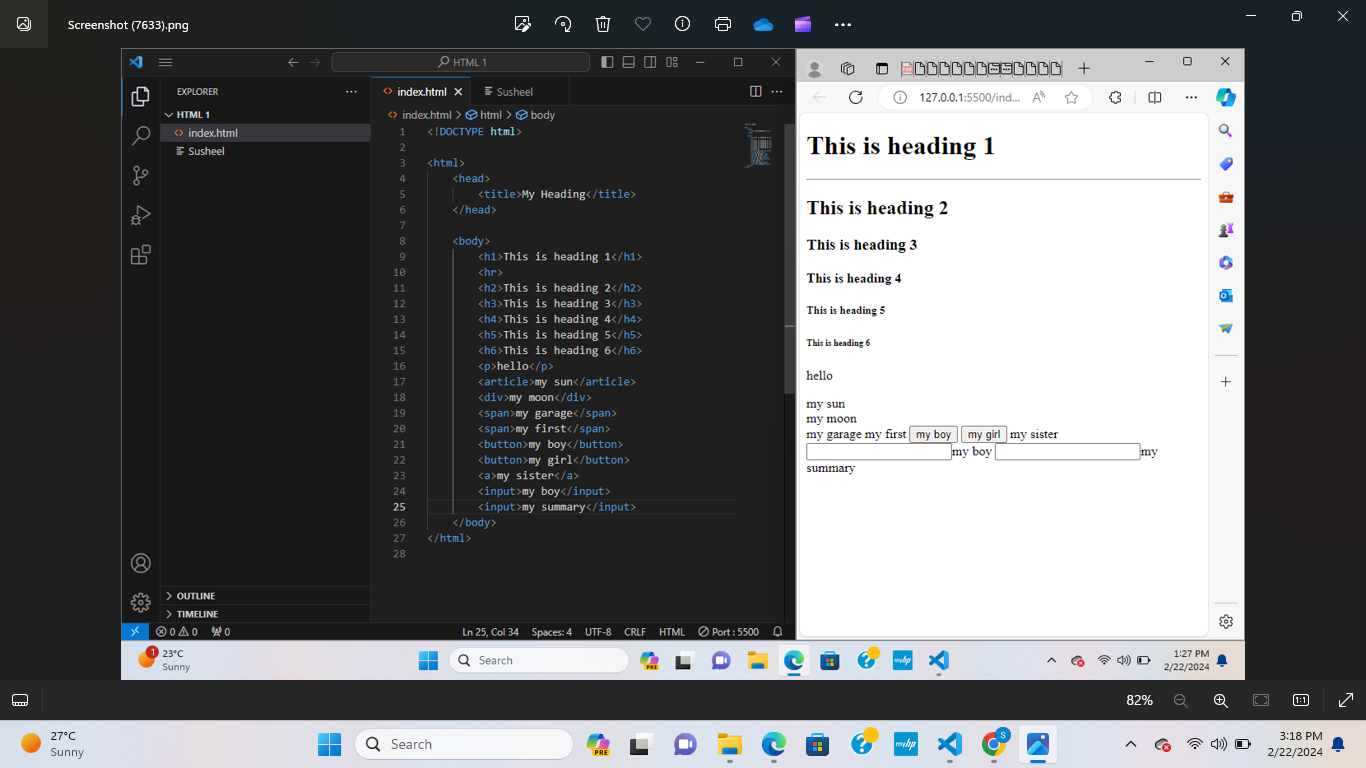 Screenshot (7633).png
HTML 1
EXPLORER
HTML 1
index.html
Susheel
OUTLINE
TIMELINE
index.html
Susheel
index.html > html > body
1 <!DOCTYPE html>
2
3 <html>
4 <head>
5 <title>My Heading</title>
6 </head>
7
8 <body>
9 <h1>This is heading 1</h1>
10 <hr>
11 <h2>This is heading 2</h2>
12 <h3>This is heading 3</h3>
13 <h4>This is heading 4</h4>
14 <h5>This is heading 5</h5>
15 <h6>This is heading 6</h6>
16 <p>hello</p>
17 <article>my sun</article>
18 <div>my moon</div>
19 <span>my garage</span>
20 <span>my first</span>
21 <button>my boy</button>
22 <button>my girl</button>
23 <a>my sister</a>
24 <input>my boy</input>
25 <input>my summary</input>
26 </body>
27 </html>
28
0 0 0
Ln 25, Col 34 Spaces: 4 UTF-8 CRLF HTML Port : 5500
127.0.0.1:5500/ind...
This is heading 1
This is heading 2
This is heading 3
This is heading 4
This is heading 5
This is heading 6
hello
my sun
my moon
my garage my first my boy my girl my sister
my boy my
summary
1
23°C
Sunny
Search
PRE
myhp
1:27 PM
2/22/2024
82%
1:1
27°C
Sunny
Search
PRE
myhp
S
3:18 PM
2/22/2024